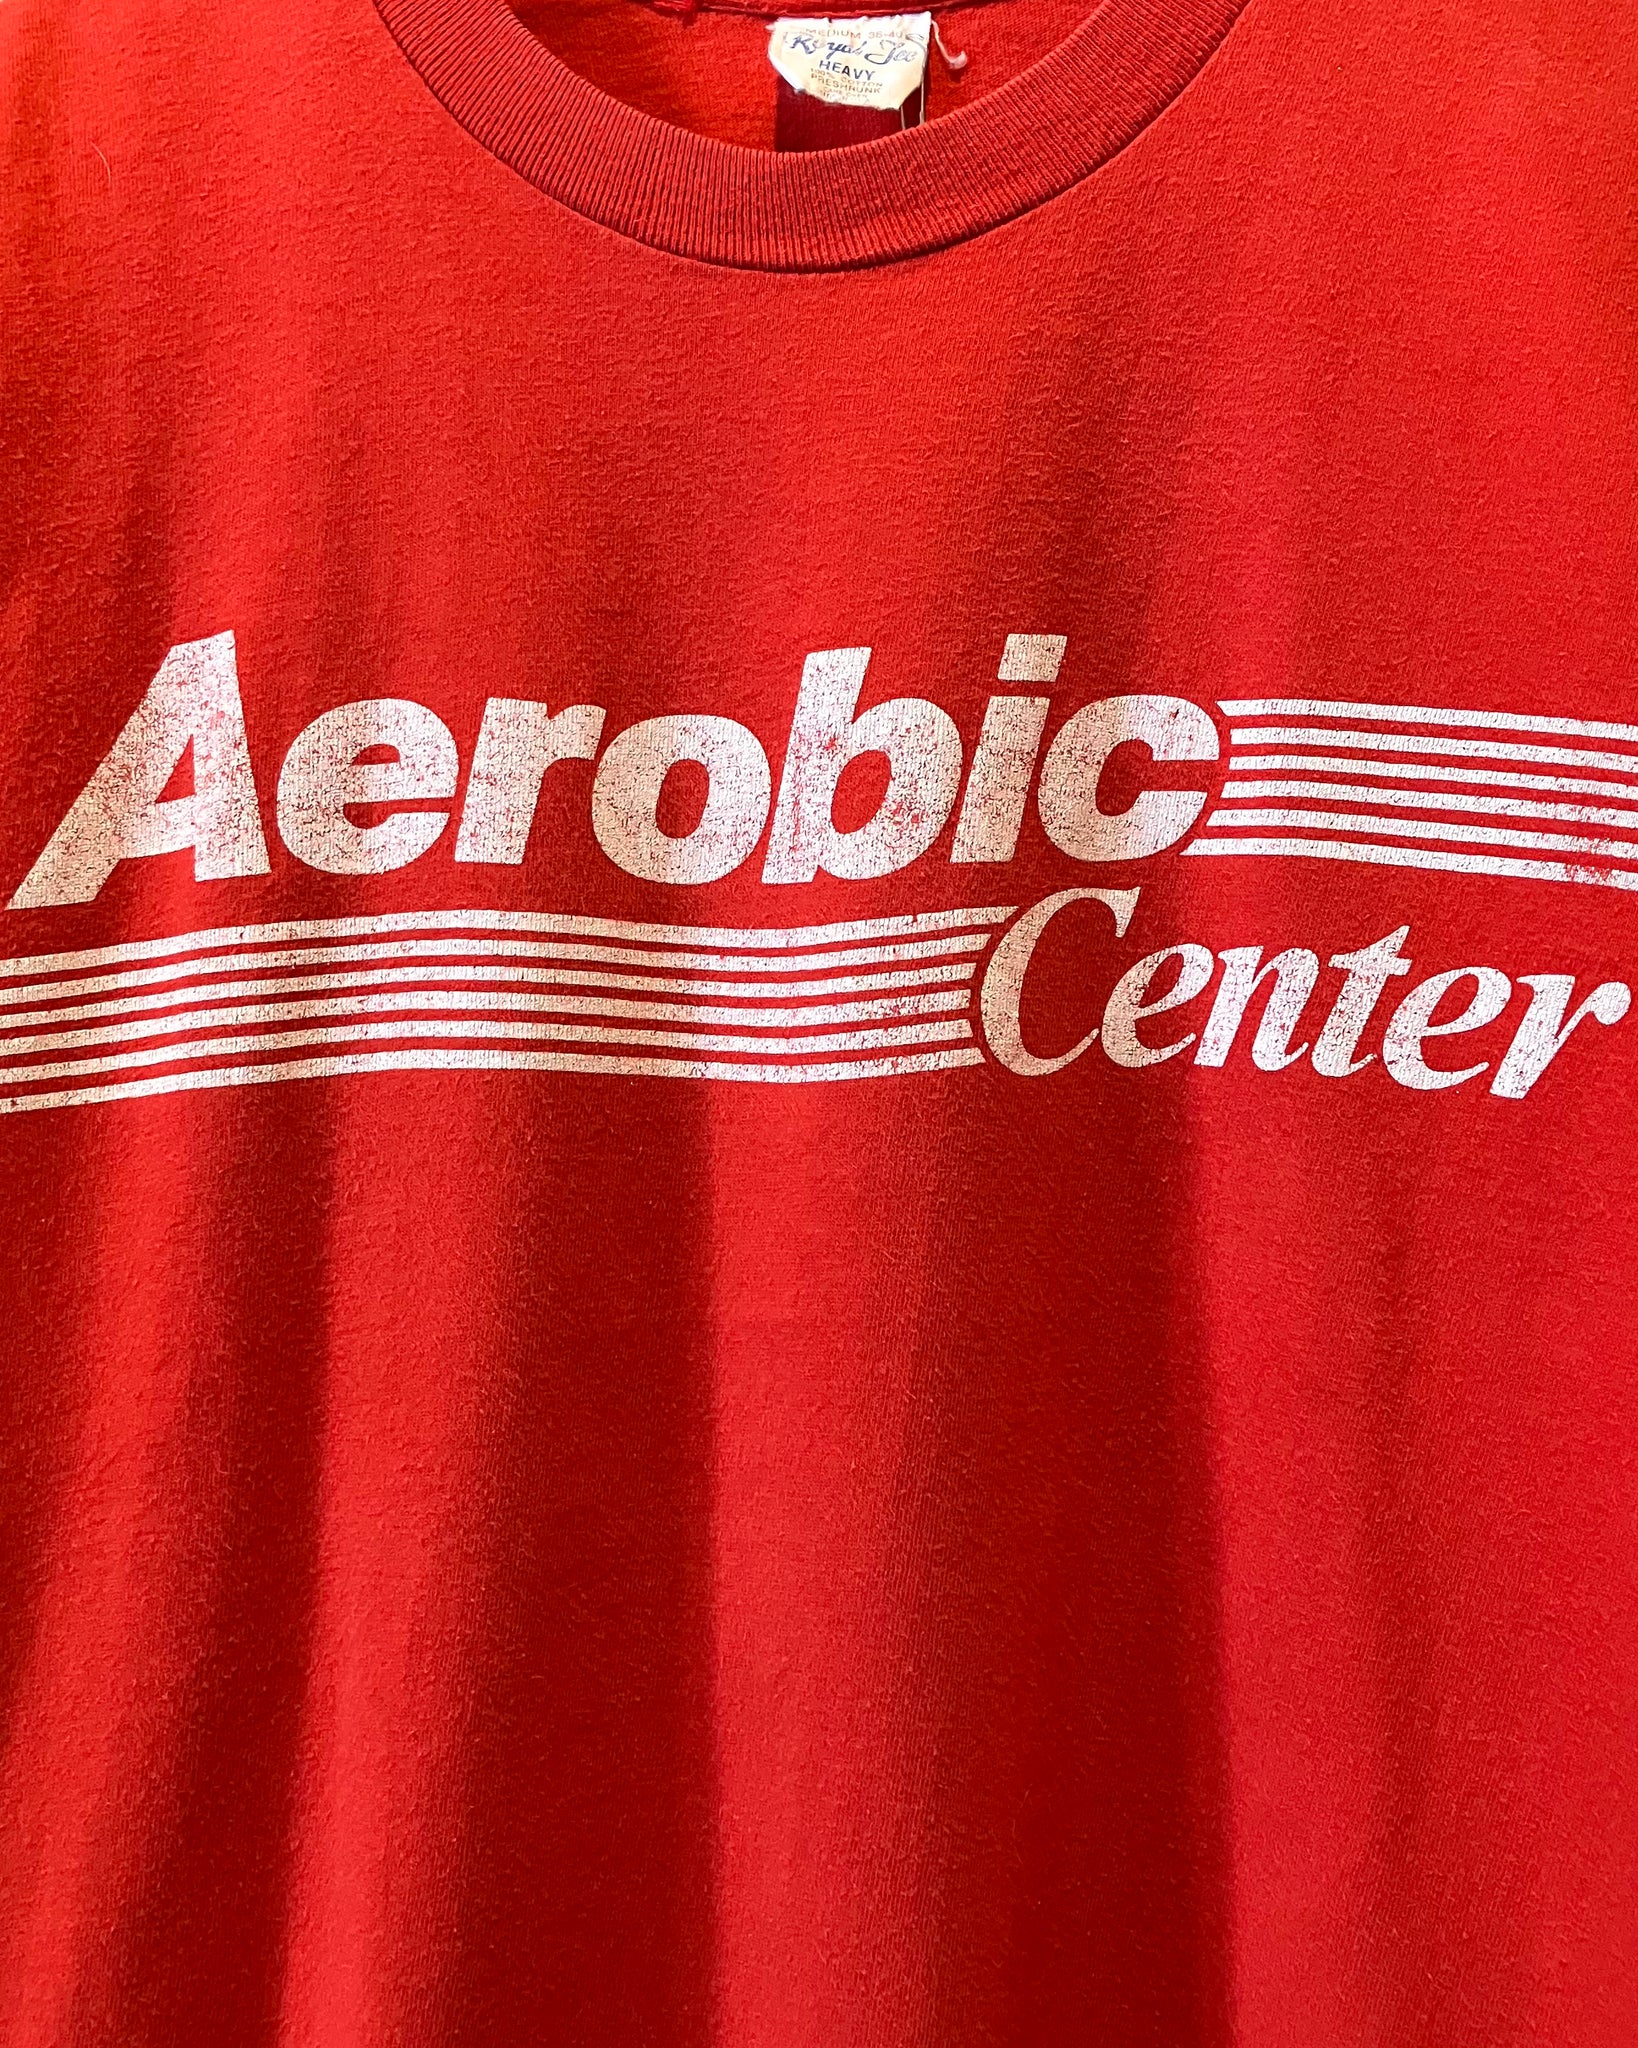 MEDIUM 38-40
Royal Tee
HEAVY
100% COTTON
PRESHRUNK
Aerobic
Center